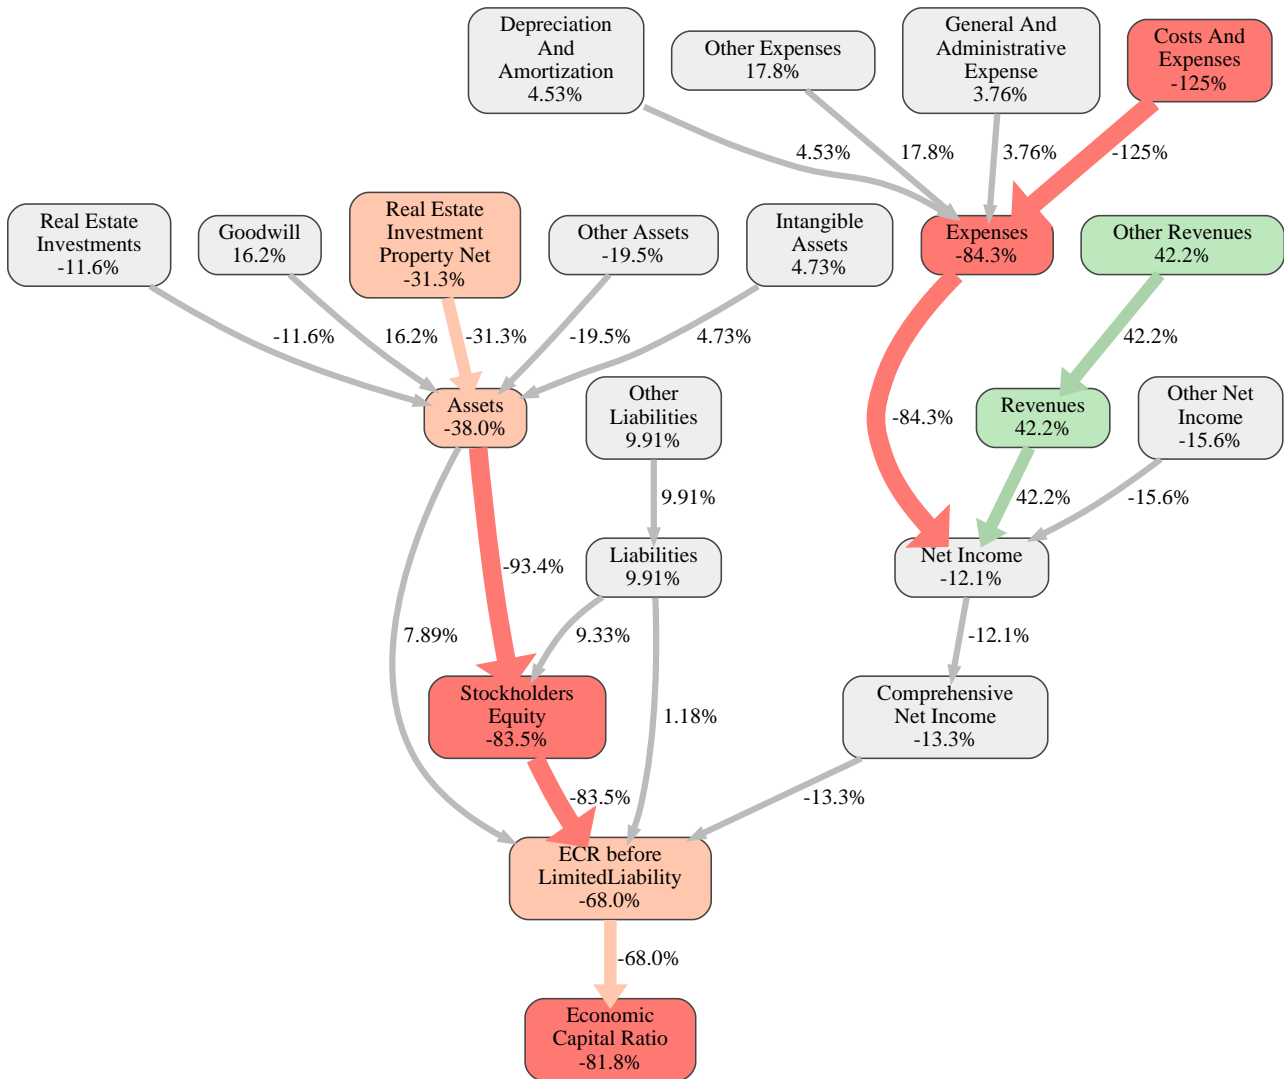 Depreciation
And
Amortization
4.53%
Other Expenses
17.8%
General And
Administrative
Expense
3.76%
Costs And
Expenses
-125%
4.53%
17.8%
3.76%
-125%
Real Estate
Investments
-11.6%
Goodwill
16.2%
Real Estate
Investment
Property Net
-31.3%
Other Assets
-19.5%
Intangible
Assets
4.73%
Expenses
-84.3%
Other Revenues
42.2%
-11.6%
16.2%
-31.3%
-19.5%
4.73%
42.2%
Assets
-38.0%
Other
Liabilities
9.91%
-84.3%
Revenues
42.2%
Other Net
Income
-15.6%
9.91%
42.2%
-15.6%
-93.4%
Liabilities
9.91%
Net Income
-12.1%
7.89%
9.33%
-12.1%
Stockholders
Equity
-83.5%
1.18%
Comprehensive
Net Income
-13.3%
-83.5%
-13.3%
ECR before
LimitedLiability
-68.0%
-68.0%
Economic
Capital Ratio
-81.8%